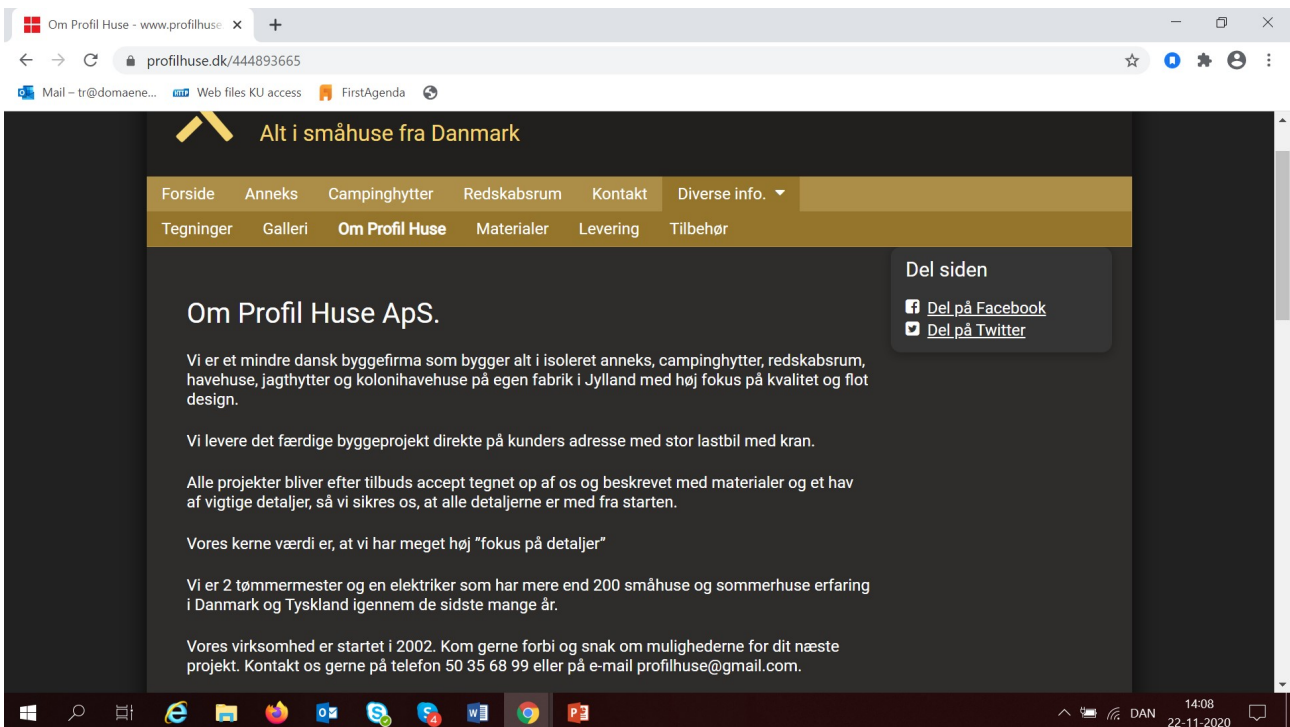 Om Profil Huse - www.profilhuse
profilhuse.dk/444893665
Mail – tr@domaene... Web files KU access FirstAgenda
Alt i småhuse fra Danmark
Forside Anneks Campinghytter Redskabsrum Kontakt Diverse info.
Tegninger Galleri Om Profil Huse Materialer Levering Tilbehør
Om Profil Huse ApS.
Vi er et mindre dansk byggefirma som bygger alt i isoleret anneks, campinghytter, redskabsrum,
havehuse, jagthytter og kolonihavehuse på egen fabrik i Jylland med høj fokus på kvalitet og flot
design.
Vi levere det færdige byggeprojekt direkte på kunders adresse med stor lastbil med kran.
Alle projekter bliver efter tilbuds accept tegnet op af os og beskrevet med materialer og et hav
af vigtige detaljer, så vi sikres os, at alle detaljerne er med fra starten.
Vores kerne værdi er, at vi har meget høj ”fokus på detaljer”
Vi er 2 tømmermester og en elektriker som har mere end 200 småhuse og sommerhuse erfaring
i Danmark og Tyskland igennem de sidste mange år.
Vores virksomhed er startet i 2002. Kom gerne forbi og snak om mulighederne for dit næste
projekt. Kontakt os gerne på telefon 50 35 68 99 eller på e-mail profilhuse@gmail.com.
Del siden
Del på Facebook
Del på Twitter
DAN
14:08
22-11-2020